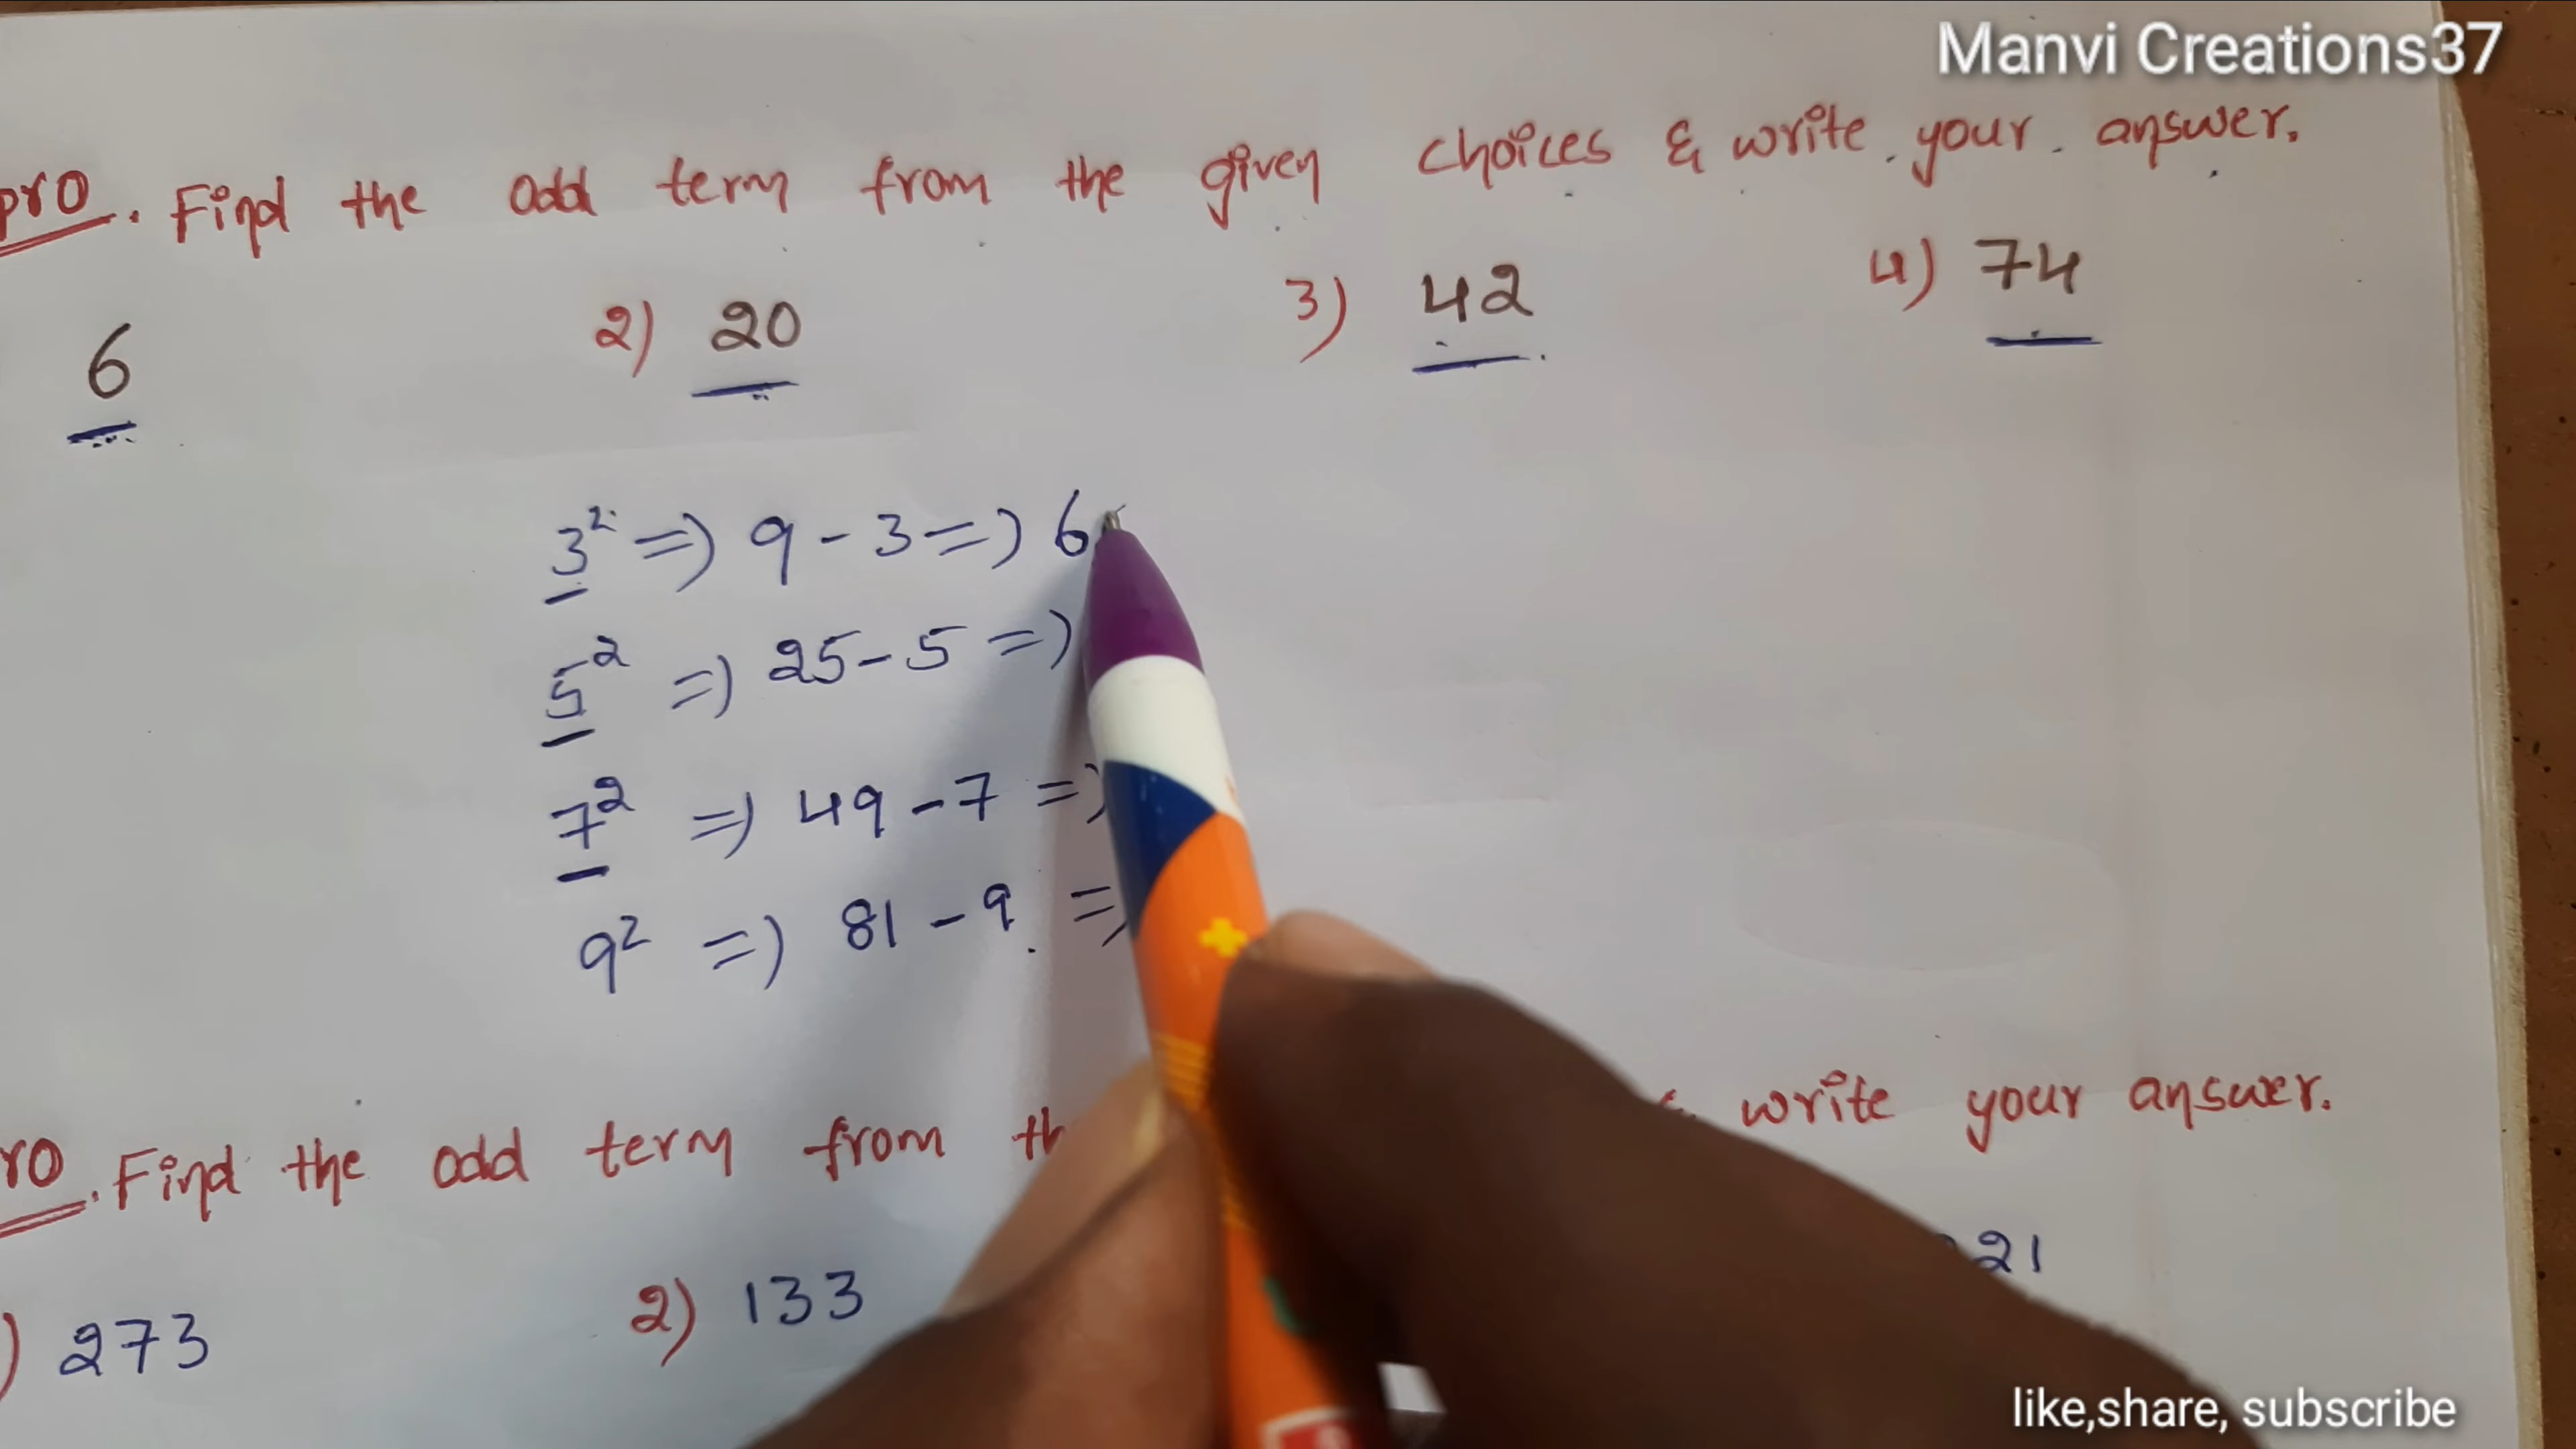 Manvi Creations37
pro. Find the odd term from the given choices & write your answer.
6 2) 20 3) 42 4) 74
3² => 9 - 3 => 6
5² => 25 - 5 =>
7² => 49 - 7 =>
9² => 81 - 9 =>
ro. Find the odd term from th write your answer.
) 273 2) 133 21
like,share, subscribe